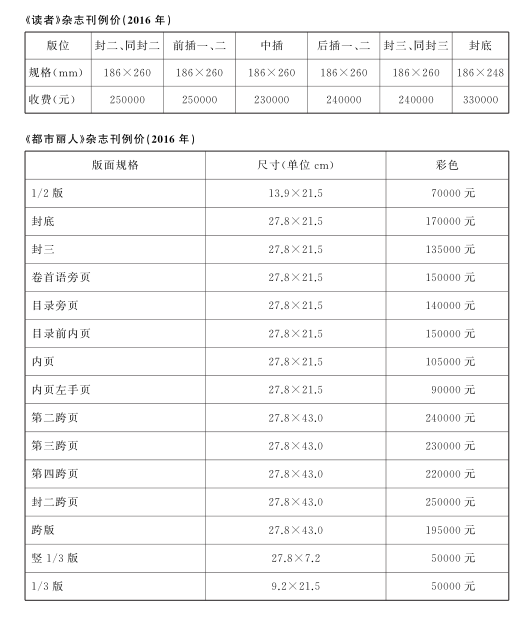 《读者》杂志刊例价(2016 年)
版位 封二、同封二 前插一、二 中插 后插一、二 封三、同封三 封底
规格(mm) 186×260 186×260 186×260 186×260 186×260 186×248
收费(元) 250000 250000 230000 240000 240000 330000
《都市丽人》杂志刊例价(2016 年)
版面规格 尺寸(单位 cm) 彩色
1/2 版 13.9×21.5 70000 元
封底 27.8×21.5 170000 元
封三 27.8×21.5 135000 元
卷首语旁页 27.8×21.5 150000 元
目录旁页 27.8×21.5 140000 元
目录前内页 27.8×21.5 150000 元
内页 27.8×21.5 105000 元
内页左手页 27.8×21.5 90000 元
第二跨页 27.8×43.0 240000 元
第三跨页 27.8×43.0 230000 元
第四跨页 27.8×43.0 220000 元
封二跨页 27.8×43.0 250000 元
跨版 27.8×43.0 195000 元
竖 1/3 版 27.8×7.2 50000 元
1/3 版 9.2×21.5 50000 元